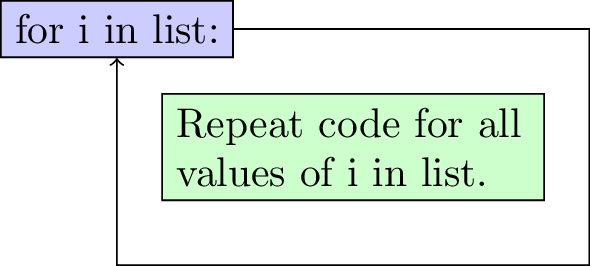 for i in list:
Repeat code for all
values of i in list.